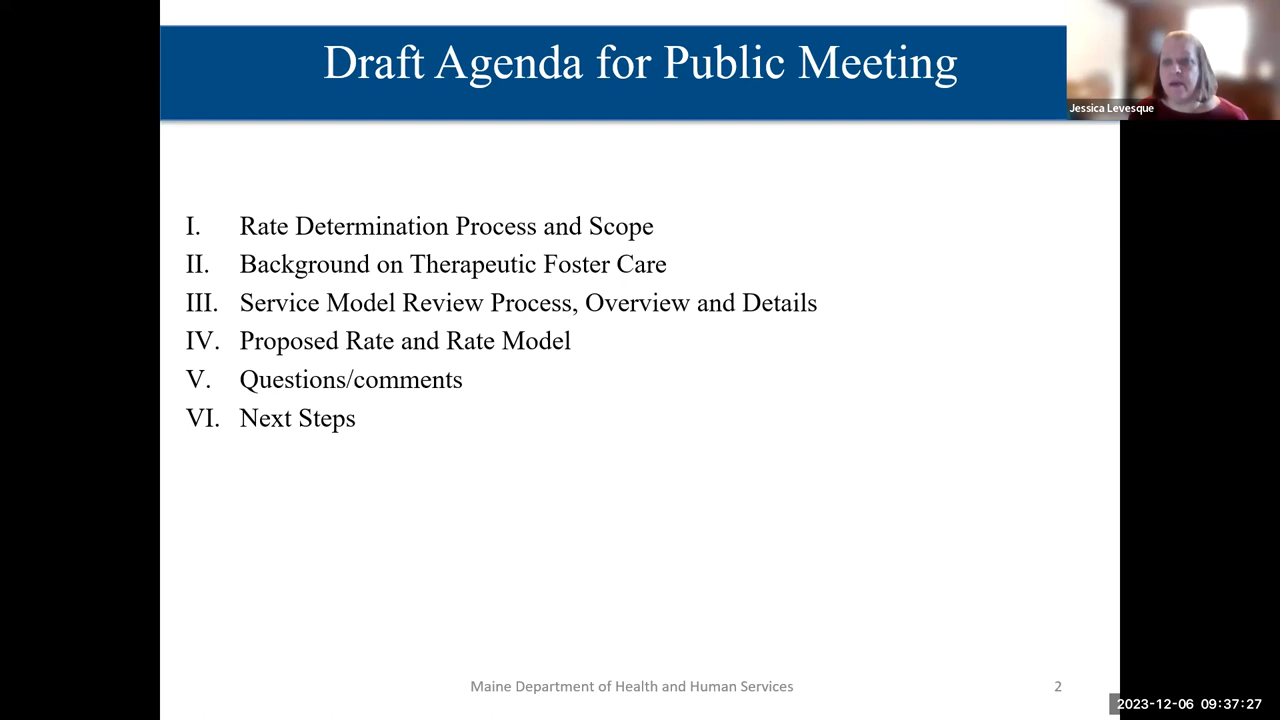 Draft Agenda for Public Meeting
Jessica Levesque
I. Rate Determination Process and Scope
II. Background on Therapeutic Foster Care
III. Service Model Review Process, Overview and Details
IV. Proposed Rate and Rate Model
V. Questions/comments
VI. Next Steps
Maine Department of Health and Human Services 2
2023-12-06 09:37:27